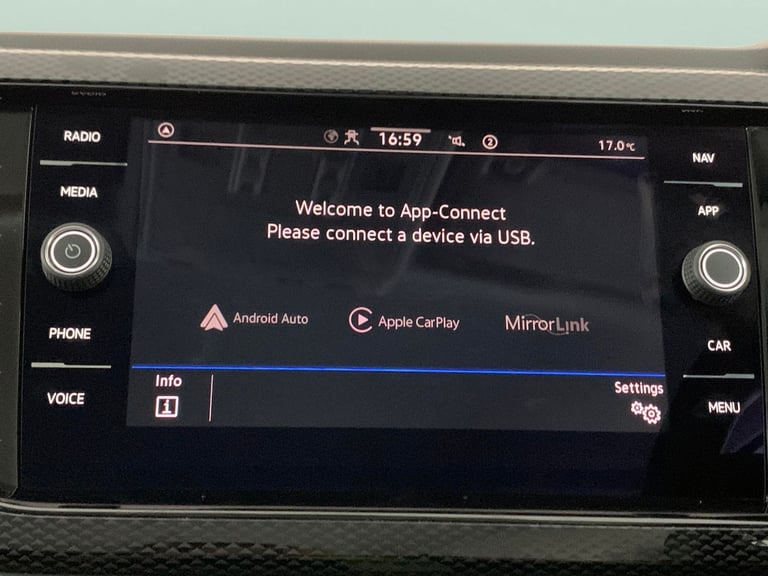 RADIO
MEDIA
PHONE
VOICE
16:59
2
17.0°C
Welcome to App-Connect
Please connect a device via USB.
Android Auto
Apple CarPlay
MirrorLink
Info
i
Settings
NAV
APP
CAR
MENU